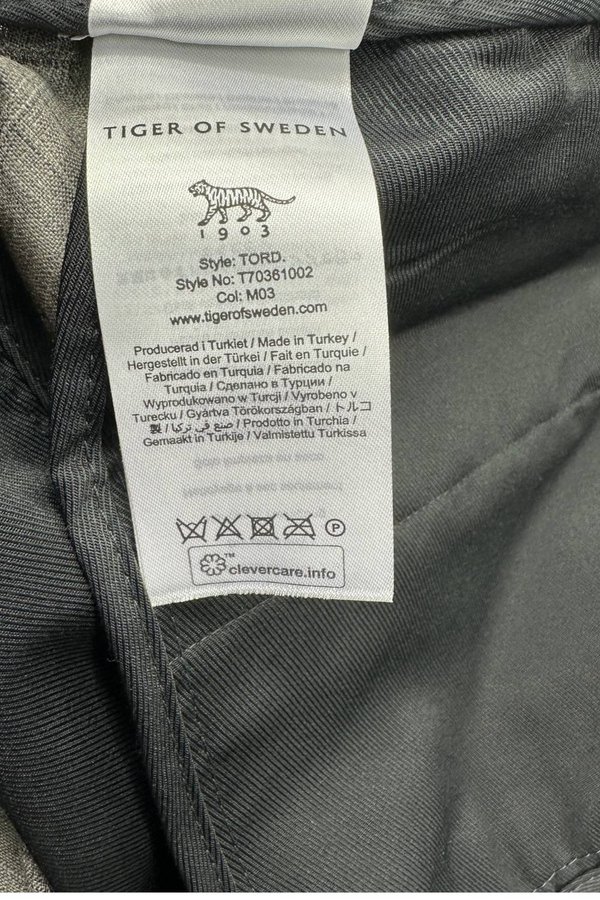 TIGER OF SWEDEN
1903
Style: TORD.
Style No: T70361002
Col: M03
www.tigerofsweden.com
Producerad i Turkiet / Made in Turkey /
Hergestellt in der Türkei / Fait en Turquie /
Fabricado en Turquia / Fabricado na
Turquia / Сделано в Турции /
Wyprodukowano w Turcji / Vyrobeno v
Turecku / Gyártva Törökországban / トルコ
製 / صنع في تركيا / Prodotto in Turchia /
Gemaakt in Turkije / Valmistettu Turkissa
P
™
clevercare.info